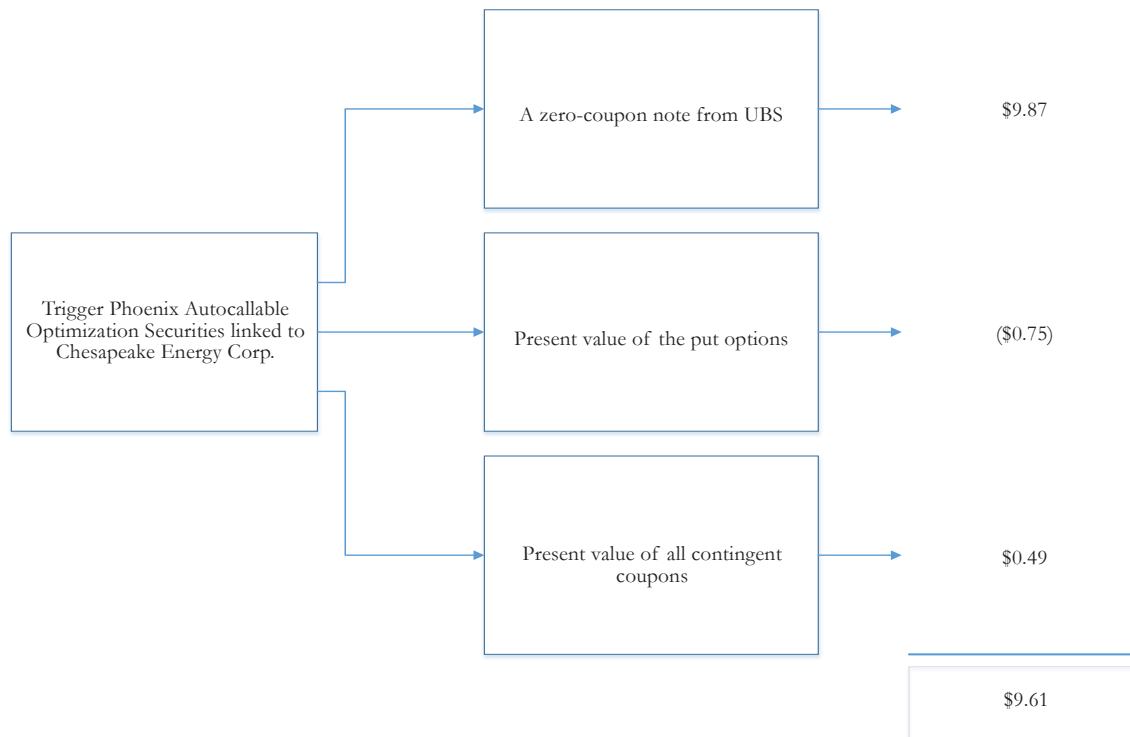 A zero-coupon note from UBS
$9.87
Trigger Phoenix Autocallable
Optimization Securities linked to
Chesapeake Energy Corp.
Present value of the put options
($0.75)
Present value of all contingent
coupons
$0.49
$9.61